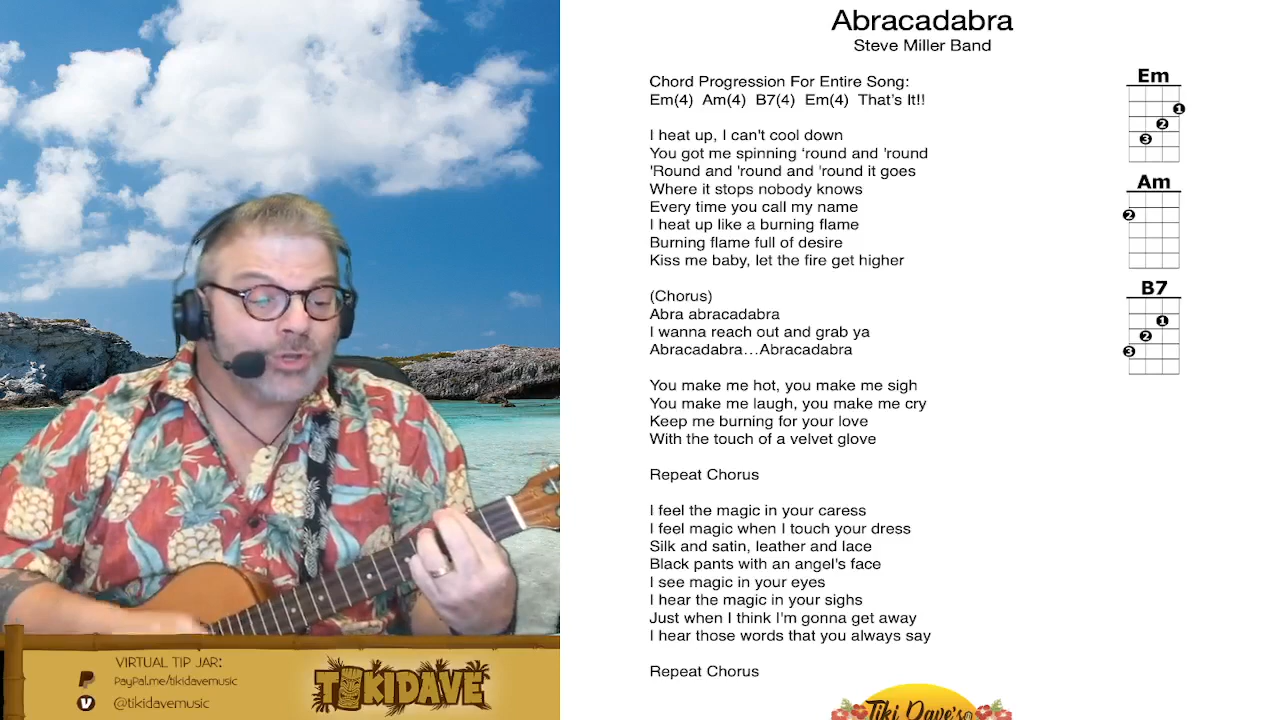 Abracadabra
Steve Miller Band
Chord Progression For Entire Song:
Em(4)  Am(4)  B7(4)  Em(4)  That's It!!
I heat up, I can't cool down
You got me spinning ‘round and 'round
'Round and 'round and 'round it goes
Where it stops nobody knows
Every time you call my name
I heat up like a burning flame
Burning flame full of desire
Kiss me baby, let the fire get higher
(Chorus)
Abra abracadabra
I wanna reach out and grab ya
Abracadabra…Abracadabra
You make me hot, you make me sigh
You make me laugh, you make me cry
Keep me burning for your love
With the touch of a velvet glove
Repeat Chorus
I feel the magic in your caress
I feel magic when I touch your dress
Silk and satin, leather and lace
Black pants with an angel's face
I see magic in your eyes
I hear the magic in your sighs
Just when I think I'm gonna get away
I hear those words that you always say
Repeat Chorus
Em
1
2
3
Am
2
B7
1
2
3
VIRTUAL TIP JAR:
PayPal.me/tikidavemusic
@tikidavemusic
TIKIDAVE
Tiki Dave's